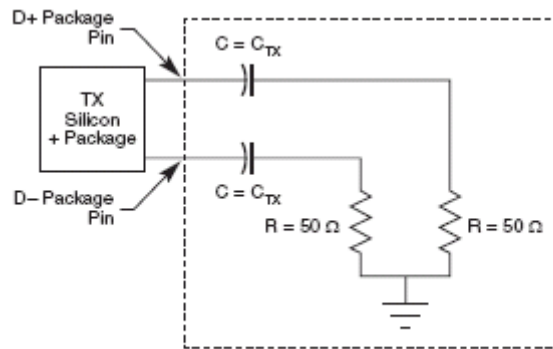 D+ Package
Pin
C = C_TX
TX
Silicon
+ Package
D– Package
Pin
C = C_TX
R = 50 Ω
R = 50 Ω